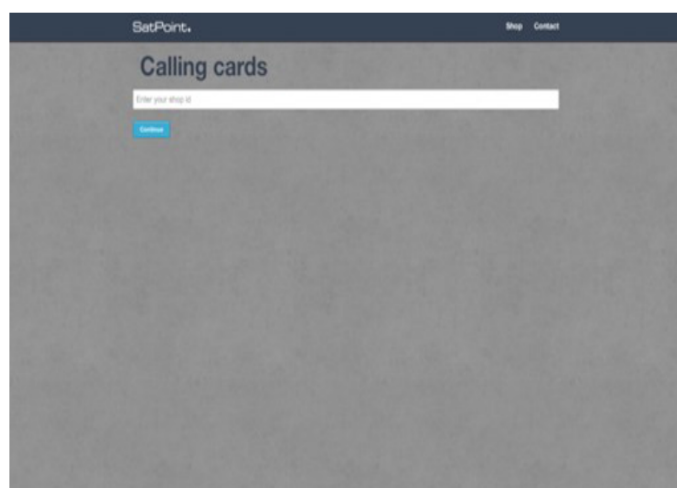 SatPoint.
Shop Contact
Calling cards
Enter your shop id
Continue